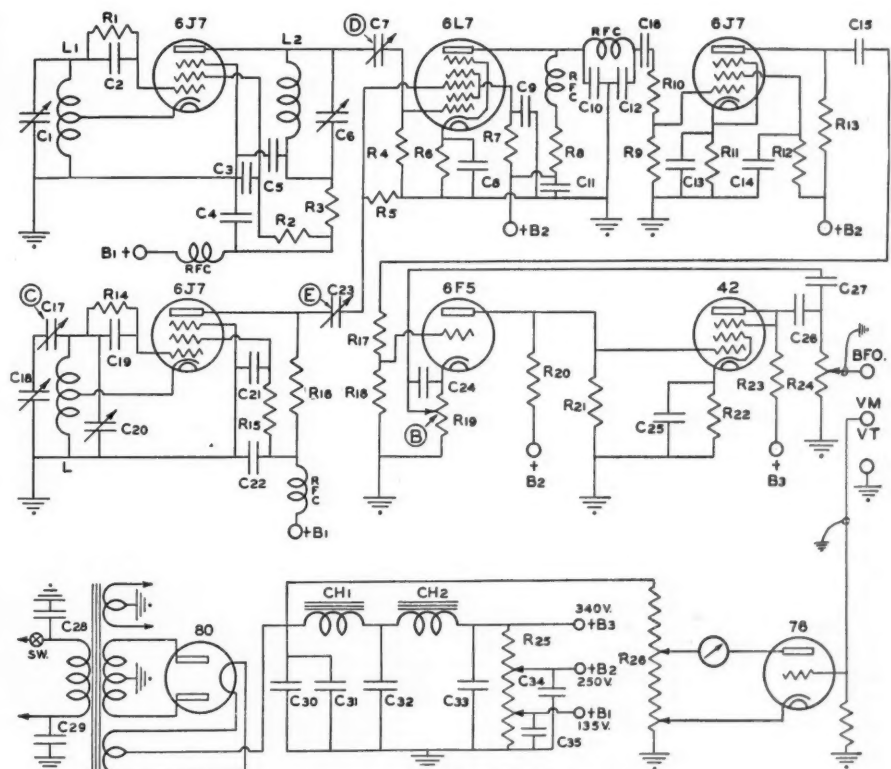 R1
6J7
L1
C2
C1
L2
C6
C3
C5
C4
R3
R2
B1 +
RFC
D
C7
6L7
RFC
C16
6J7
C15
RFC
C9
C10
C12
R10
R13
R4
R6
R7
R8
C8
C11
R5
R9
R11
R12
C13
C14
+B2
+B2
C
C17
R14
6J7
E
C23
C19
C18
C21
R16
R15
C20
L
C22
RFC
+B1
6F5
42
C27
R17
C26
C24
R20
R18
R19
B
R21
R23
R24
BFO.
VM
VT
C25
R22
+
B2
+
B3
C28
SW.
C29
80
CH1
CH2
340V.
+B3
R25
C34
+B2
250V.
+B1
135V.
C35
C30
C31
C32
C33
R26
76